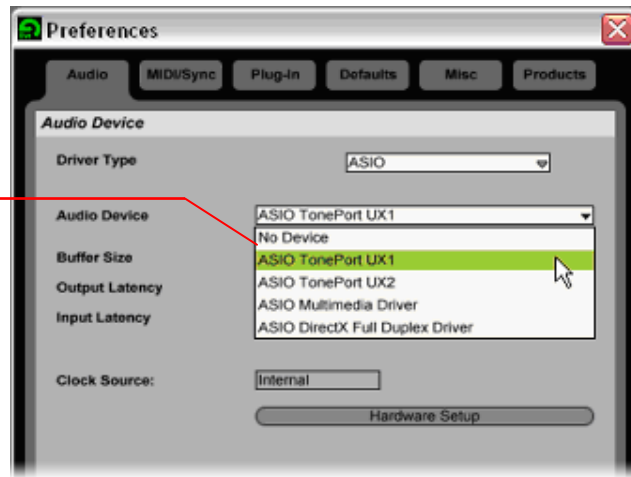 Preferences
Audio MIDI/Sync Plug-In Defaults Misc Products
Audio Device
Driver Type ASIO
Audio Device ASIO TonePort UX1
No Device
Buffer Size ASIO TonePort UX1
Output Latency ASIO TonePort UX2
Input Latency ASIO Multimedia Driver
ASIO DirectX Full Duplex Driver
Clock Source: Internal
Hardware Setup